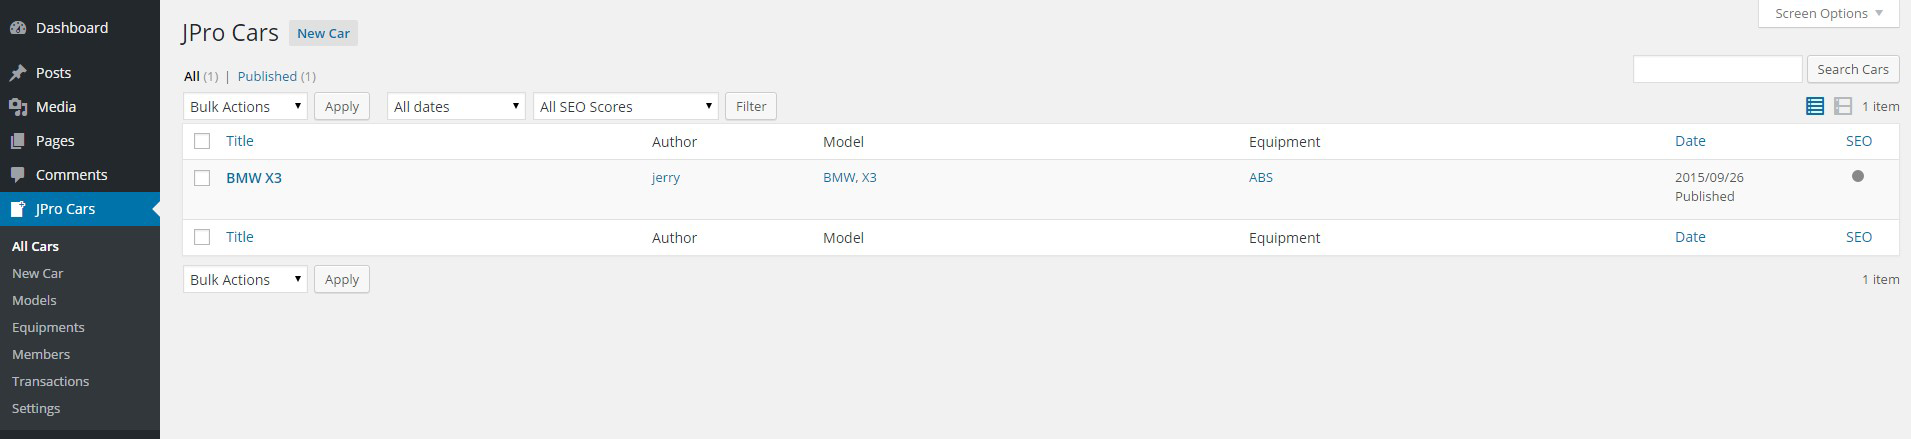 Dashboard
Posts
Media
Pages
Comments
JPro Cars
All Cars
New Car
Models
Equipments
Members
Transactions
Settings
Screen Options
JPro Cars New Car
All (1) | Published (1)
Search Cars
Bulk Actions Apply All dates All SEO Scores Filter 1 item
Title Author Model Equipment Date SEO
BMW X3 jerry BMW, X3 ABS 2015/09/26
Published
Title Author Model Equipment Date SEO
Bulk Actions Apply 1 item